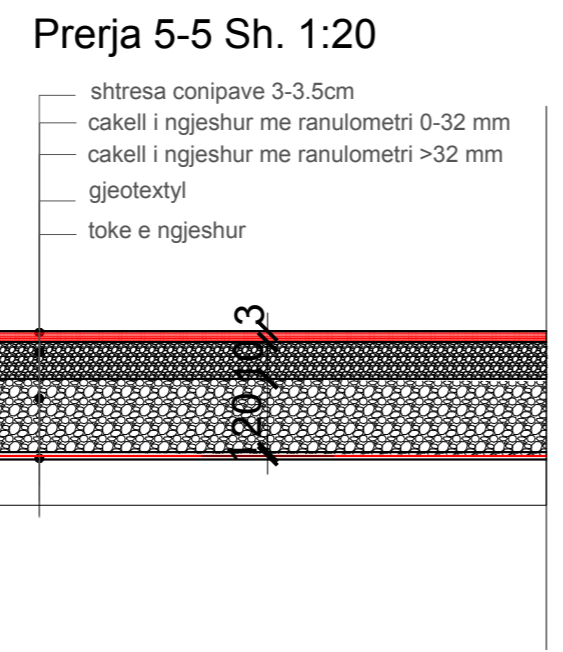 Prerja 5-5 Sh. 1:20
shtresa conipave 3-3.5cm
cakell i ngjeshur me ranulometri 0-32 mm
cakell i ngjeshur me ranulometri >32 mm
gjeotextyl
toke e ngjeshur
3
10
20